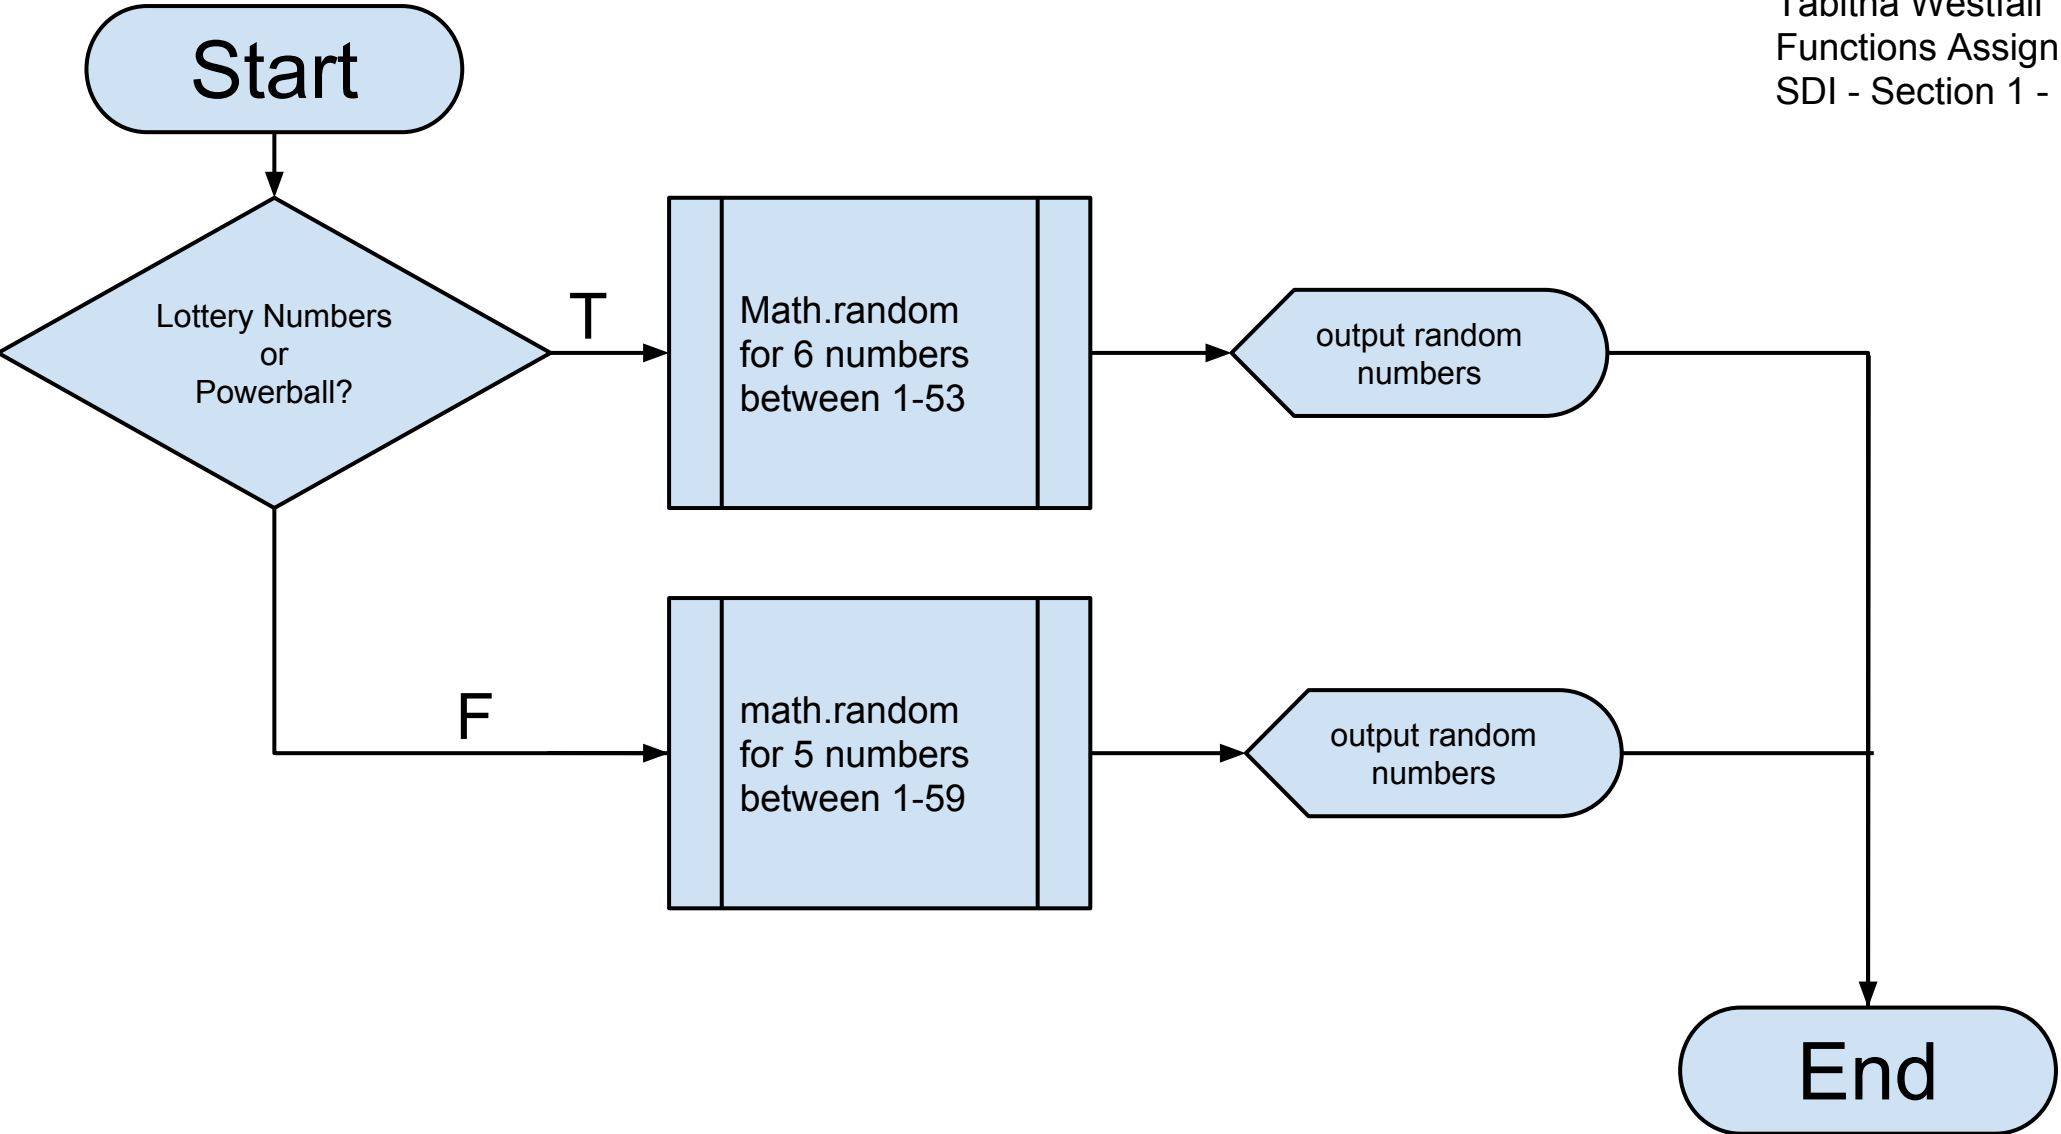 Start
Tabitha Westfall
Functions Assign
SDI - Section 1 -
Lottery Numbers
or
Powerball?
T
Math.random
for 6 numbers
between 1-53
output random
numbers
F
math.random
for 5 numbers
between 1-59
output random
numbers
End